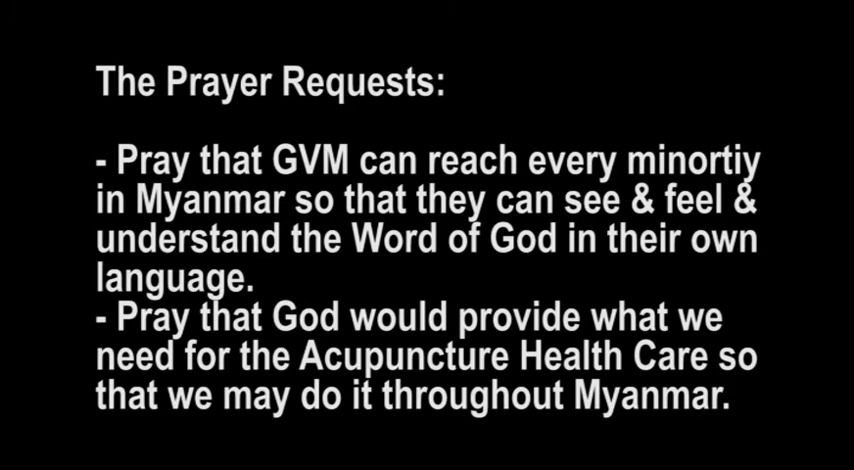 The Prayer Requests:
- Pray that GVM can reach every minortiy
in Myanmar so that they can see & feel &
understand the Word of God in their own
language.
- Pray that God would provide what we
need for the Acupuncture Health Care so
that we may do it throughout Myanmar.